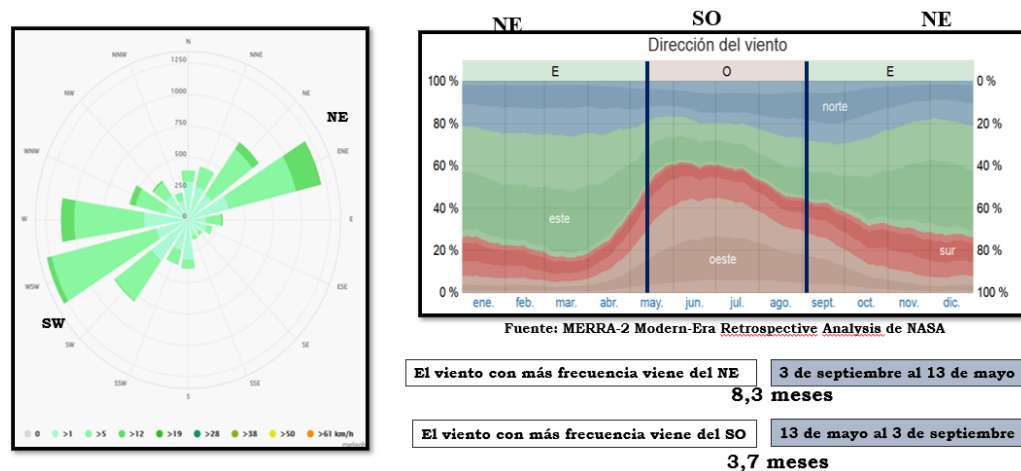 N
NNW
NNE
NW
NE
WNW
ENE
W
E
WSW
ESE
SW
SE
SSW
SSE
S
1250
1000
750
500
250
0
NE
SW
0 >1 >5 >12 >19 >28 >38 >50 >61 km/h
NE SO NE
Dirección del viento
E O E
100 % 0 %
80 % 20 %
60 % 40 %
40 % 60 %
20 % 80 %
0 % 100 %
norte
este
oeste
sur
ene. feb. mar. abr. may. jun. jul. ago. sept. oct. nov. dic.
Fuente: MERRA-2 Modern-Era Retrospective Analysis de NASA
El viento con más frecuencia viene del NE
3 de septiembre al 13 de mayo
8,3 meses
El viento con más frecuencia viene del SO
13 de mayo al 3 de septiembre
3,7 meses